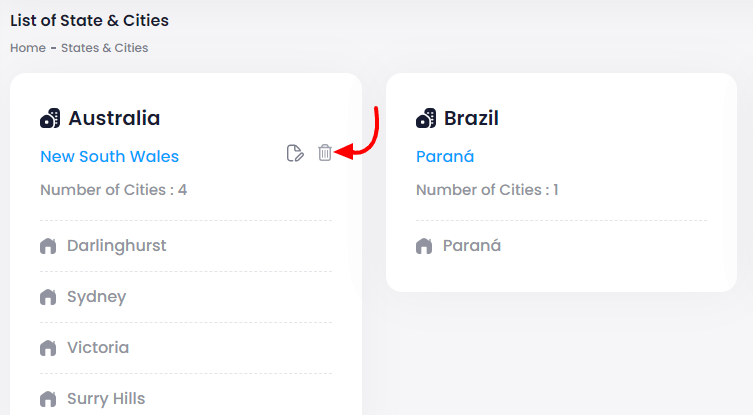 List of State & Cities
Home - States & Cities
Australia
New South Wales
Number of Cities : 4
Darlinghurst
Sydney
Victoria
Surry Hills
Brazil
Paraná
Number of Cities : 1
Paraná